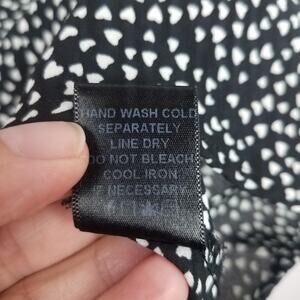 HAND WASH COLD
SEPARATELY
LINE DRY
DO NOT BLEACH
COOL IRON
IF NECESSARY